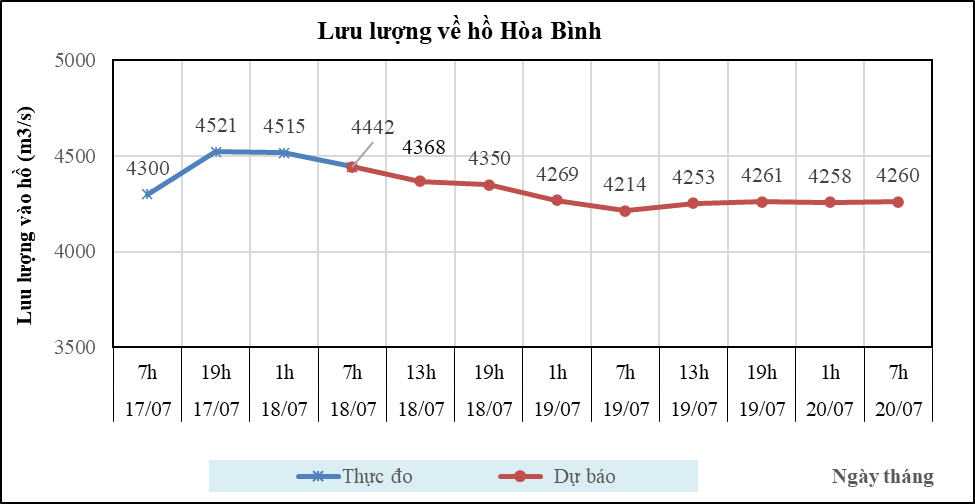 Lưu lượng về hồ Hòa Bình
Lưu lượng vào hồ (m3/s)
5000
4500
4000
3500
4300 4521 4515 4442 4368 4350 4269 4214 4253 4261 4258 4260
7h 19h 1h 7h 13h 19h 1h 7h 13h 19h 1h 7h
17/07 17/07 18/07 18/07 18/07 18/07 19/07 19/07 19/07 19/07 20/07 20/07
Thực đo Dự báo Ngày tháng